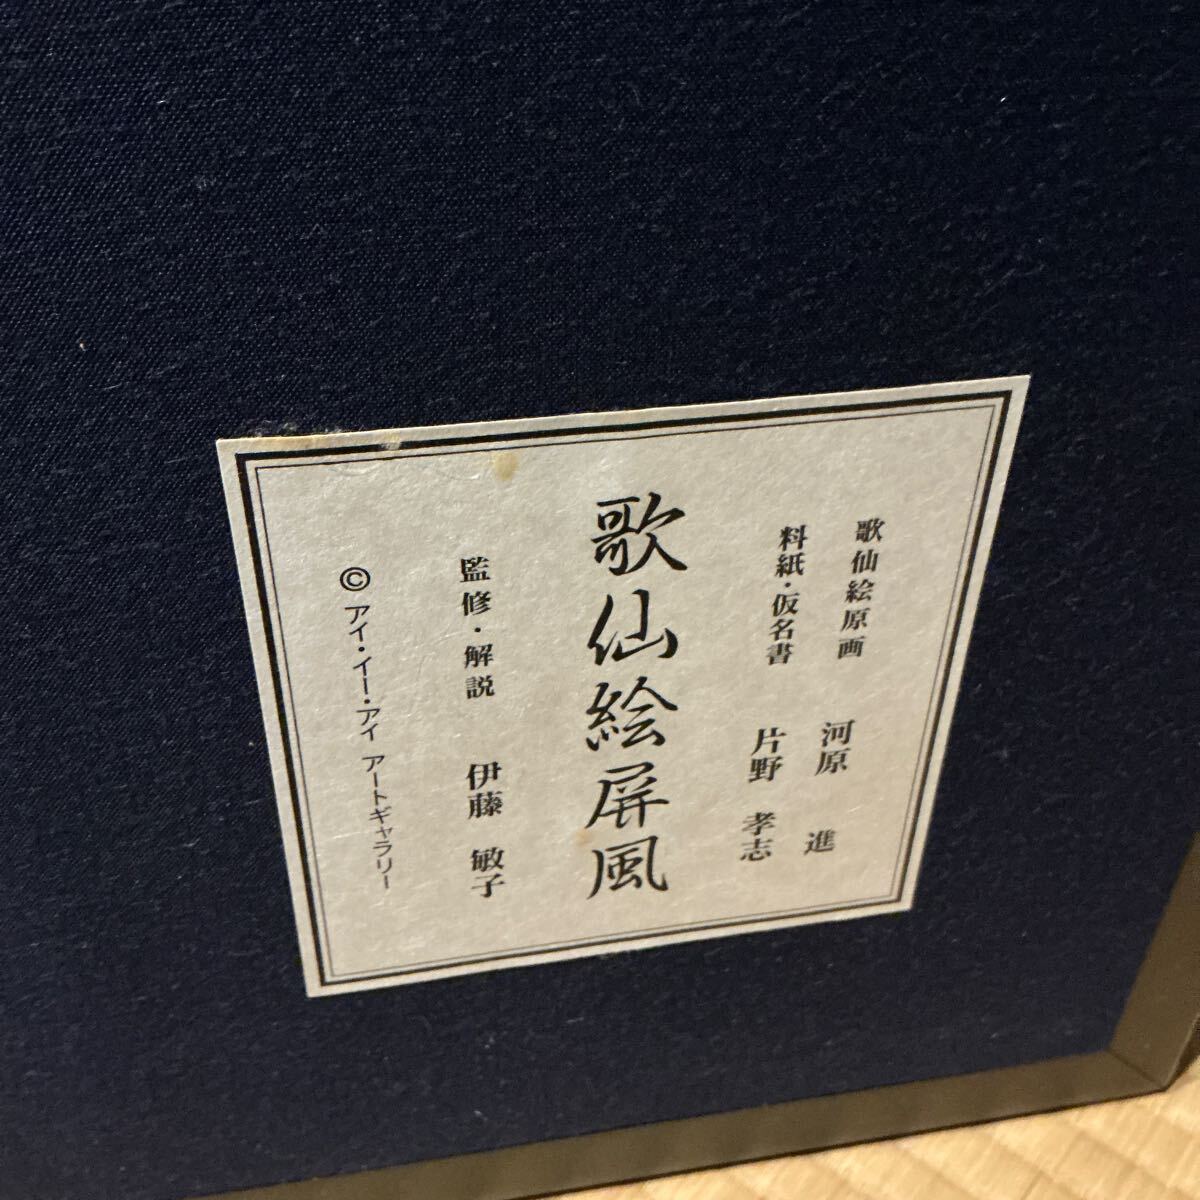 歌仙絵原画 河原 進
料紙・仮名書 片野 孝志
歌仙絵屏風
監修・解説 伊藤 敏子
© アイ・イー・アイ アートギャラリー